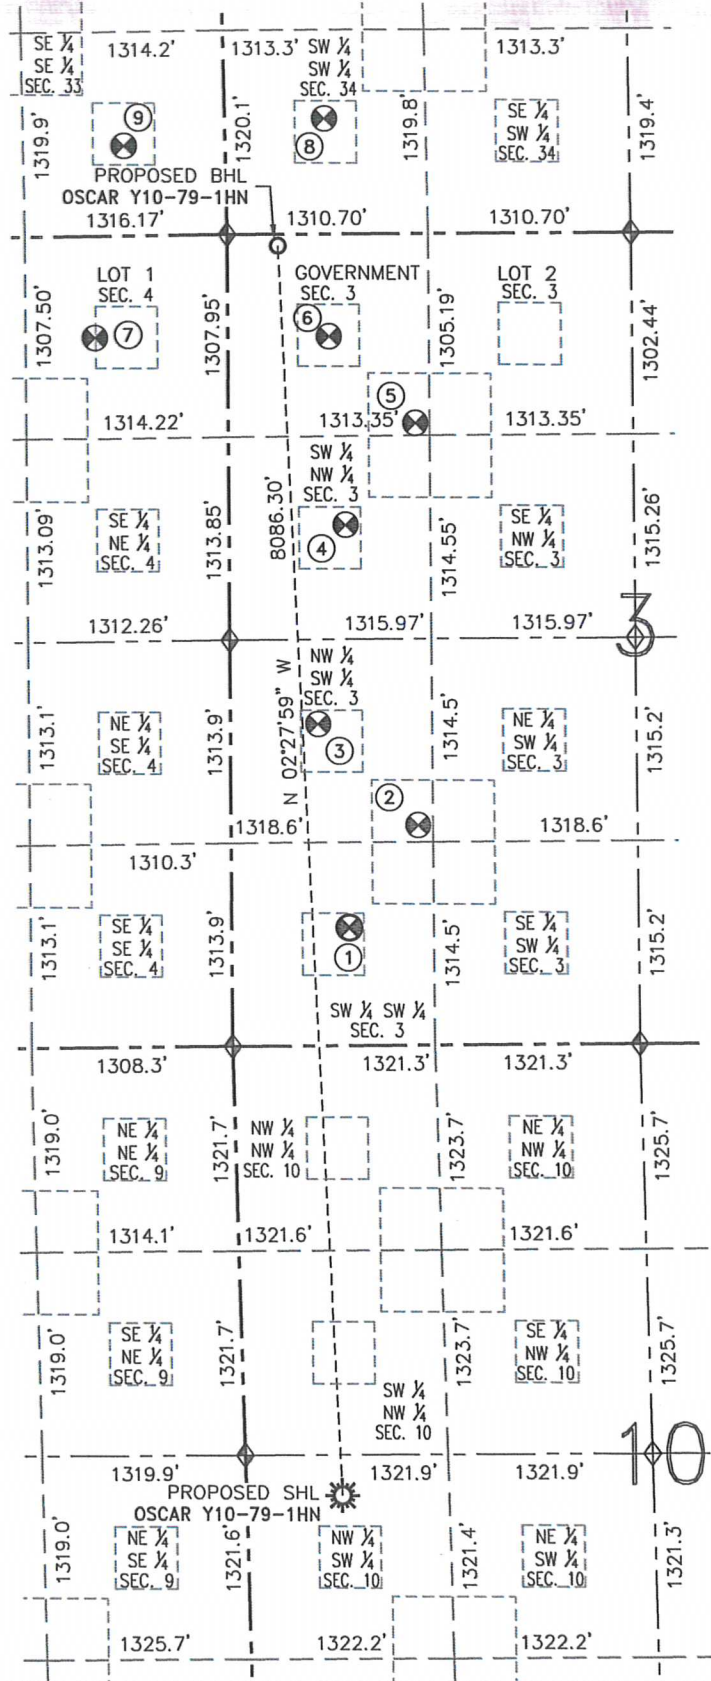 SE ¼
SE ¼
SEC. 33
1314.2'
1313.3'
SW ¼
SW ¼
SEC. 34
1313.3'
1319.9'
9
1320.1'
8
1319.8'
SE ¼
SW ¼
SEC. 34
1319.4'
PROPOSED BHL
OSCAR Y10-79-1HN
1316.17'
1310.70'
1310.70'
LOT 1
SEC. 4
GOVERNMENT
SEC. 3
LOT 2
SEC. 3
1307.50'
7
1307.95'
6
1305.19'
1302.44'
5
1314.22'
1313.35'
1313.35'
SW ¼
NW ¼
SEC. 3
1313.09'
SE ¼
NE ¼
SEC. 4
1313.85'
8086.30'
4
1314.55'
SE ¼
NW ¼
SEC. 3
1315.26'
1312.26'
1315.97'
1315.97'
3
N 02°27'59" W
NW ¼
SW ¼
SEC. 3
1313.1'
NE ¼
SE ¼
SEC. 4
1313.9'
3
1314.5'
NE ¼
SW ¼
SEC. 3
1315.2'
2
1318.6'
1318.6'
1310.3'
1313.1'
SE ¼
SE ¼
SEC. 4
1313.9'
1
1314.5'
SE ¼
SW ¼
SEC. 3
1315.2'
SW ¼ SW ¼
SEC. 3
1308.3'
1321.3'
1321.3'
1319.0'
NE ¼
NE ¼
SEC. 9
1321.7'
NW ¼
NW ¼
SEC. 10
1323.7'
NE ¼
NW ¼
SEC. 10
1325.7'
1314.1'
1321.6'
1321.6'
1319.0'
SE ¼
NE ¼
SEC. 9
1321.7'
1323.7'
SE ¼
NW ¼
SEC. 10
1325.7'
SW ¼
NW ¼
SEC. 10
10
1319.9'
1321.9'
1321.9'
PROPOSED SHL
OSCAR Y10-79-1HN
1319.0'
NE ¼
SE ¼
SEC. 9
1321.6'
NW ¼
SW ¼
SEC. 10
1321.4'
NE ¼
SW ¼
SEC. 10
1321.3'
1325.7'
1322.2'
1322.2'